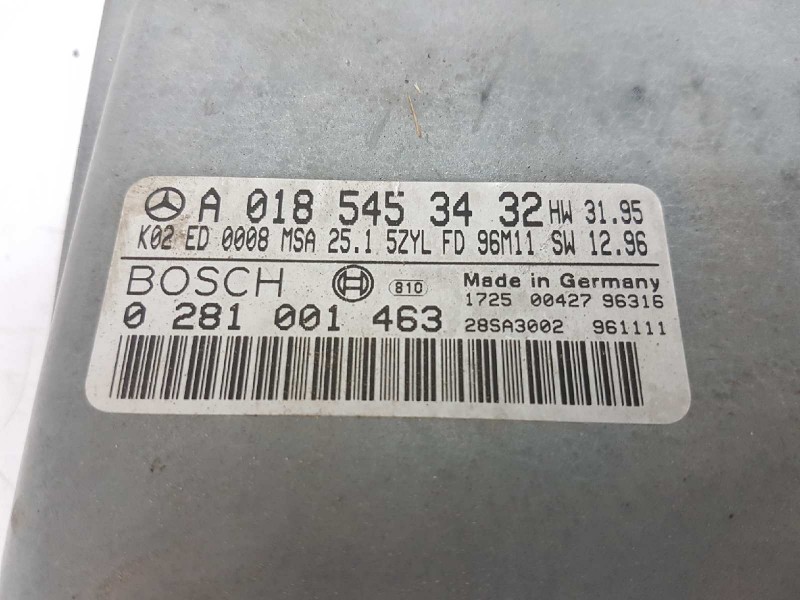 A 018 545 34 32 HW 31.95
K02 ED 0008 MSA 25.1 5ZYL FD 96M11 SW 12.96
BOSCH 810 Made in Germany
1725 00427 96316
0 281 001 463 28SA3002 961111